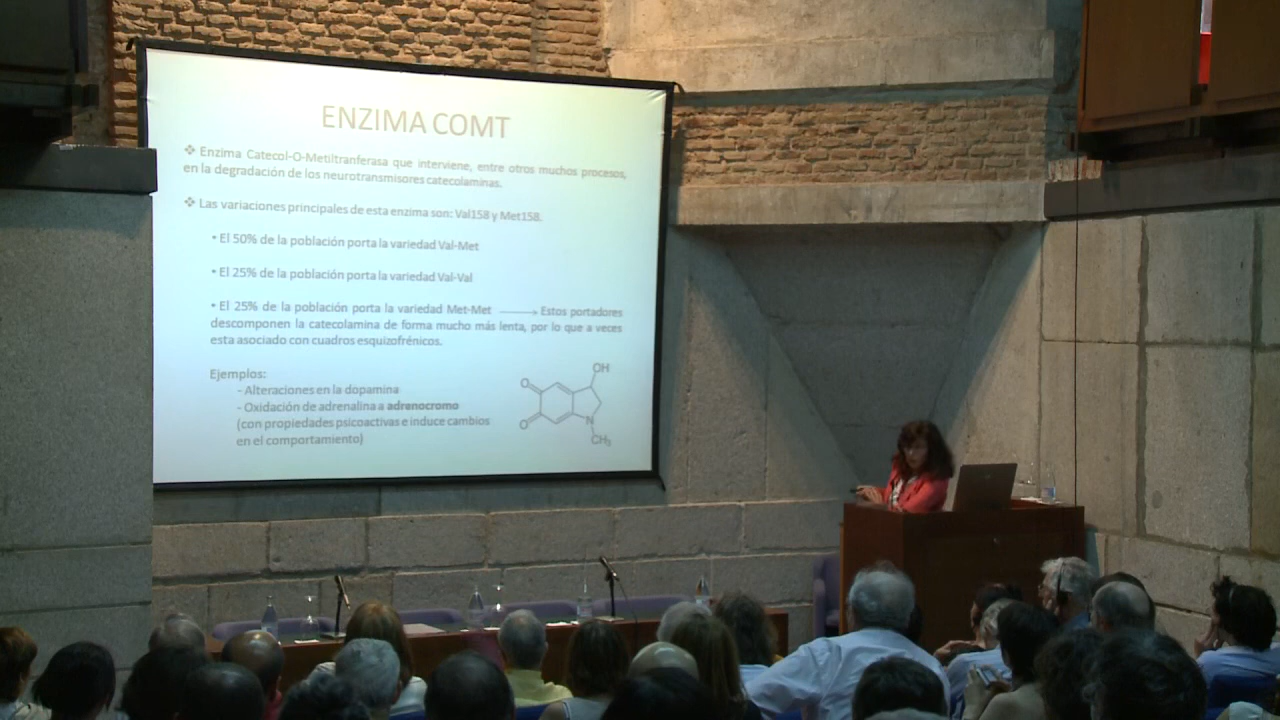 ENZIMA COMT
❖ Enzima Catecol-O-Metiltranferasa que interviene, entre otros muchos procesos,
en la degradación de los neurotransmisores catecolaminas.
❖ Las variaciones principales de esta enzima son: Val158 y Met158.
• El 50% de la población porta la variedad Val-Met
• El 25% de la población porta la variedad Val-Val
• El 25% de la población porta la variedad Met-Met ⟶ Estos portadores
descomponen la catecolamina de forma mucho más lenta, por lo que a veces
esta asociado con cuadros esquizofrénicos.
Ejemplos:
- Alteraciones en la dopamina
- Oxidación de adrenalina a adrenocromo
(con propiedades psicoactivas e induce cambios
en el comportamiento)
OH
O
O
N
CH₃